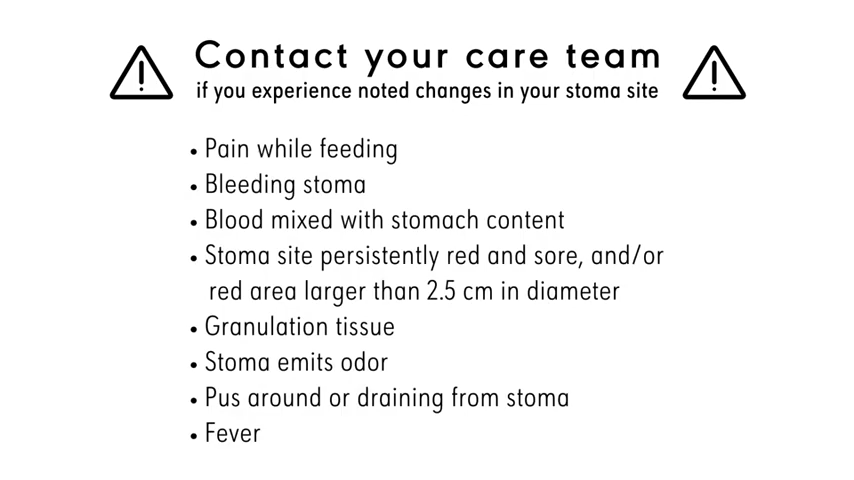 Contact your care team
if you experience noted changes in your stoma site
• Pain while feeding
• Bleeding stoma
• Blood mixed with stomach content
• Stoma site persistently red and sore, and/or
red area larger than 2.5 cm in diameter
• Granulation tissue
• Stoma emits odor
• Pus around or draining from stoma
• Fever